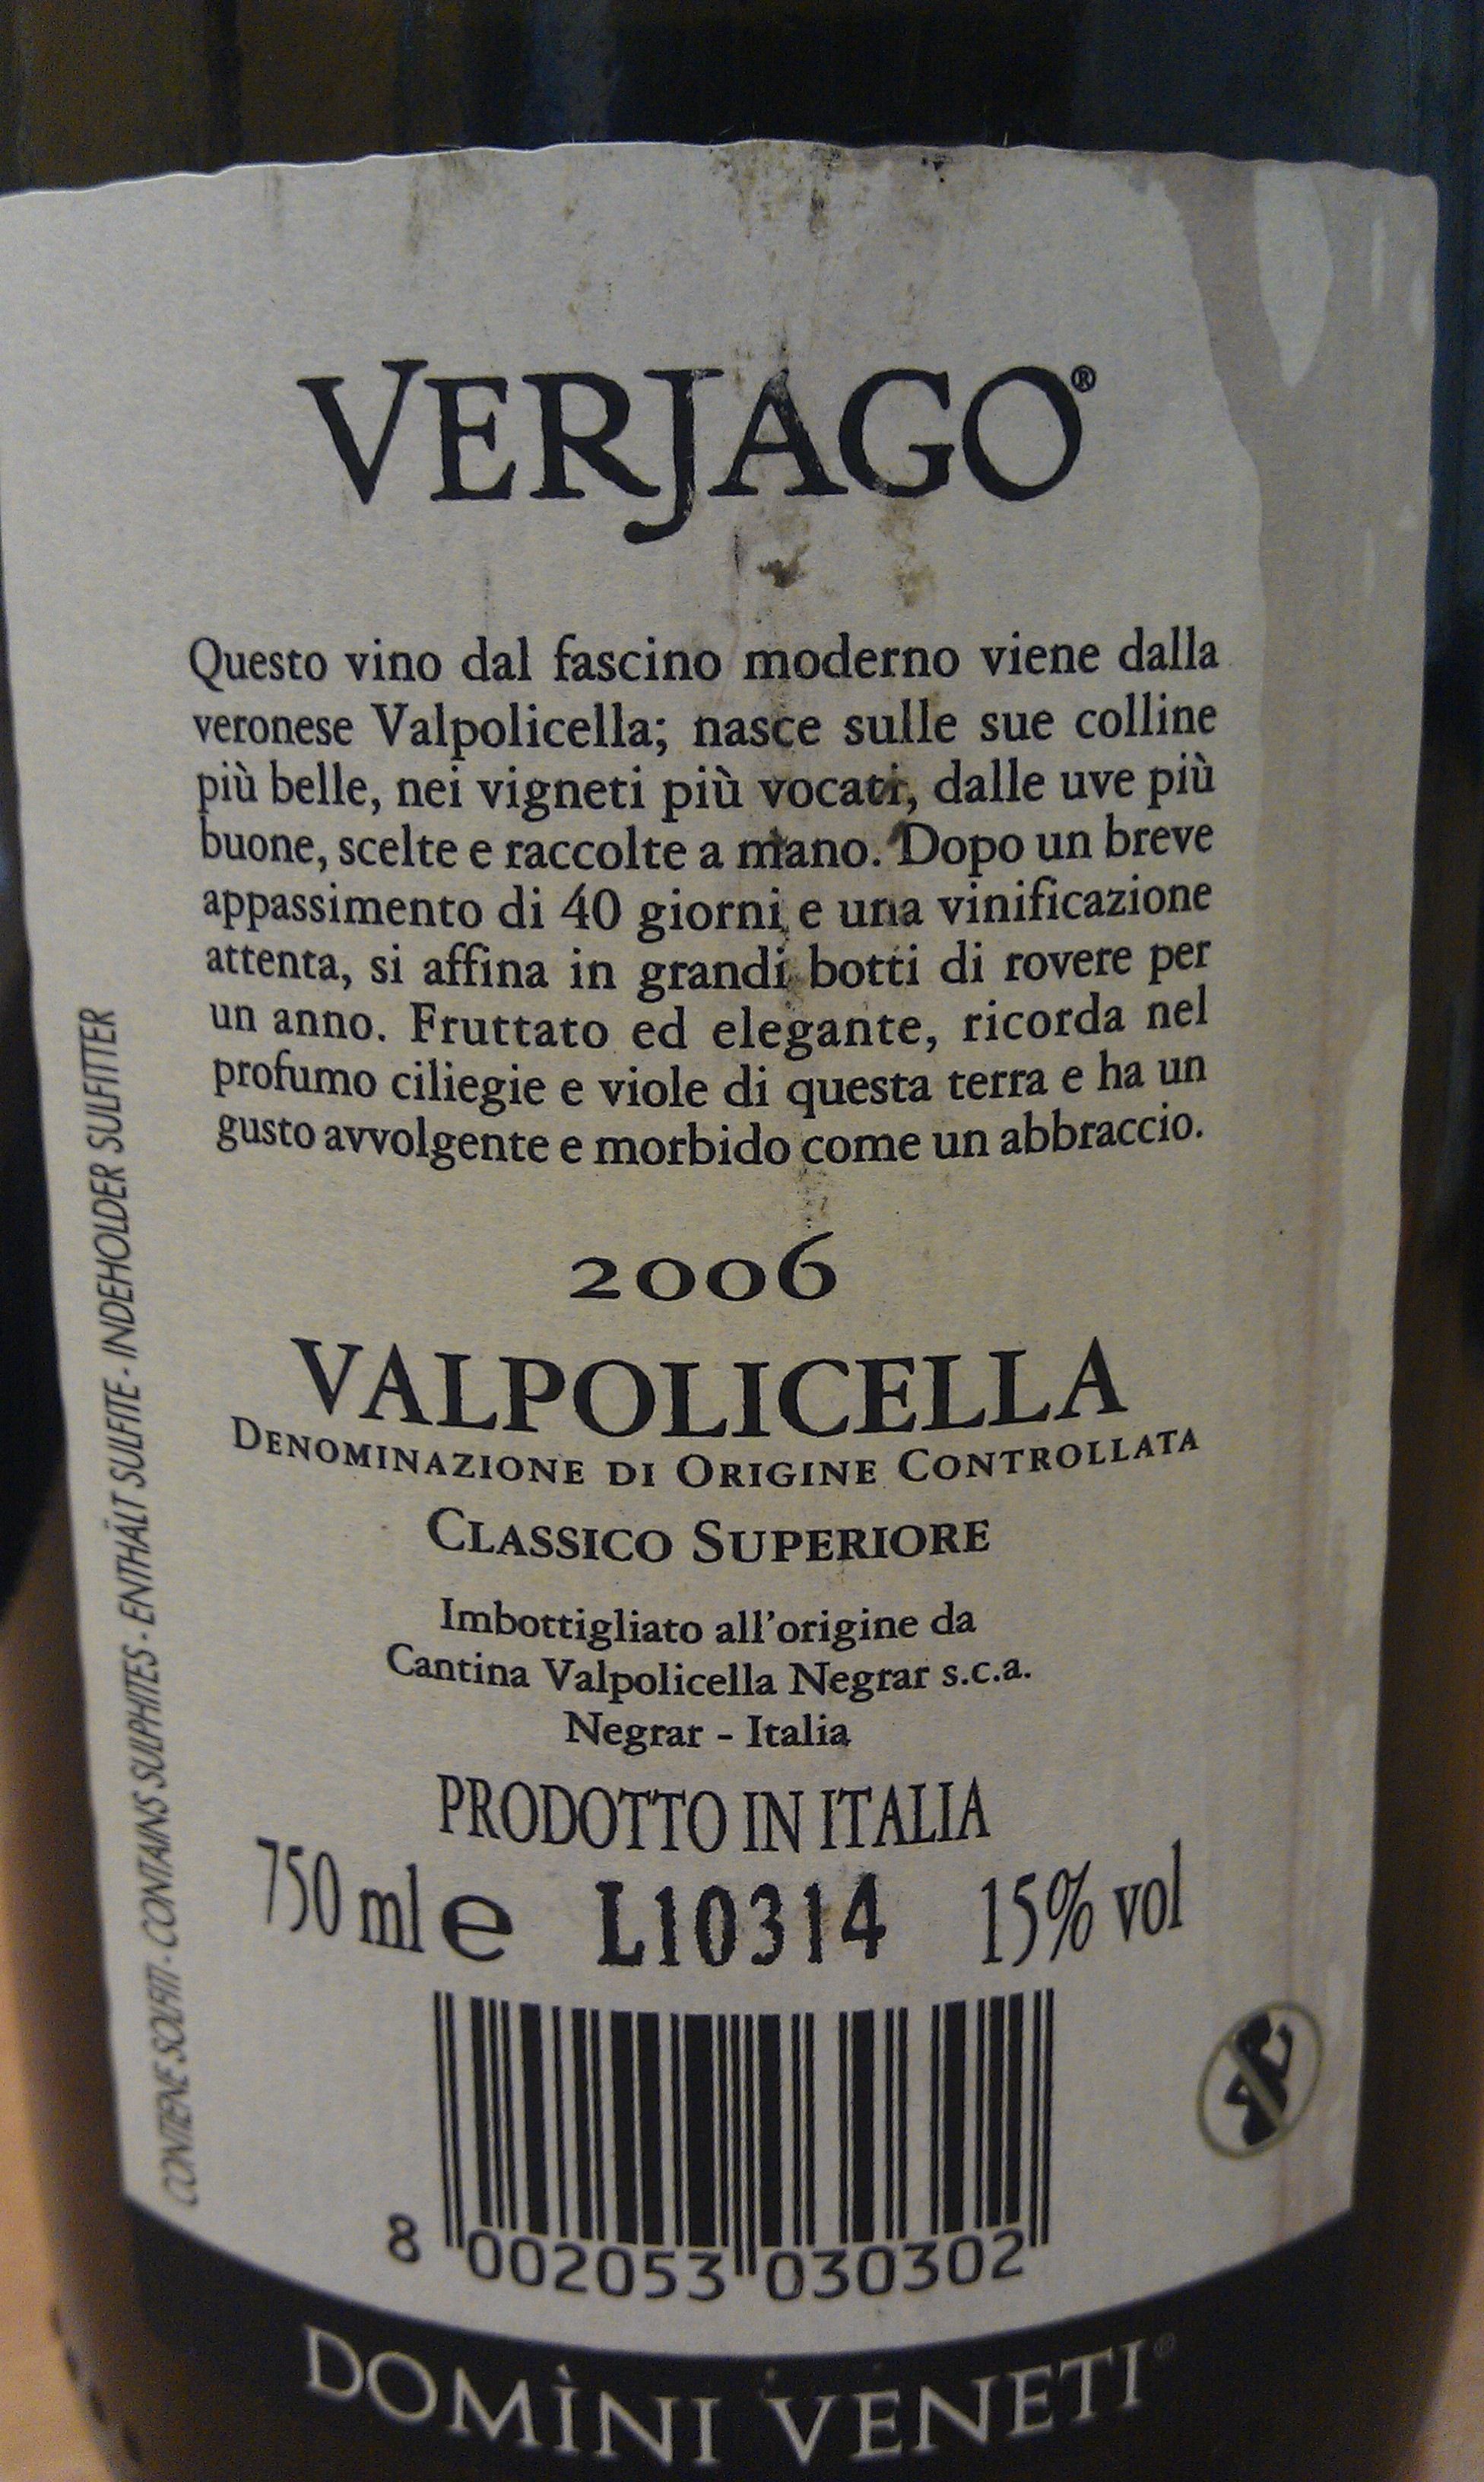 VERJAGO®
Questo vino dal fascino moderno viene dalla
veronese Valpolicella; nasce sulle sue colline
più belle, nei vigneti più vocati, dalle uve più
buone, scelte e raccolte a mano. Dopo un breve
appassimento di 40 giorni e una vinificazione
attenta, si affina in grandi botti di rovere per
un anno. Fruttato ed elegante, ricorda nel
profumo ciliegie e viole di questa terra e ha un
gusto avvolgente e morbido come un abbraccio.
2006
VALPOLICELLA
DENOMINAZIONE DI ORIGINE CONTROLLATA
CLASSICO SUPERIORE
Imbottigliato all'origine da
Cantina Valpolicella Negrar s.c.a.
Negrar - Italia
PRODOTTO IN ITALIA
750 ml e L10314 15% vol
8 002053 030302
DOMÌNI VENETI®
CONTIENE SOLFITI - CONTAINS SULPHITES - ENTHÄLT SULFITE - INDEHOLDER SULFITTER